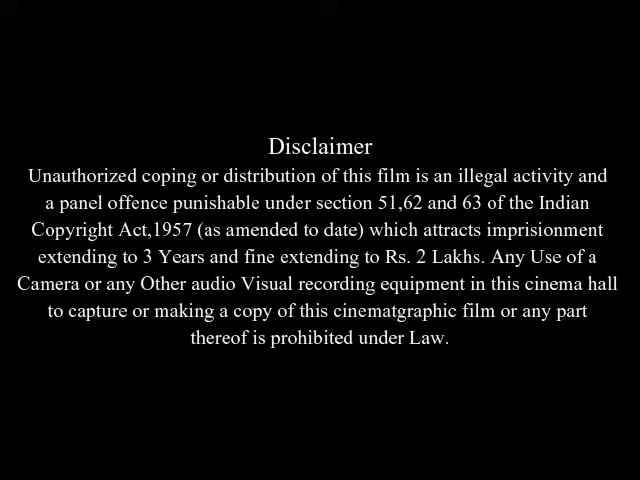 Disclaimer
Unauthorized coping or distribution of this film is an illegal activity and
a panel offence punishable under section 51,62 and 63 of the Indian
Copyright Act,1957 (as amended to date) which attracts imprisionment
extending to 3 Years and fine extending to Rs. 2 Lakhs. Any Use of a
Camera or any Other audio Visual recording equipment in this cinema hall
to capture or making a copy of this cinematgraphic film or any part
thereof is prohibited under Law.